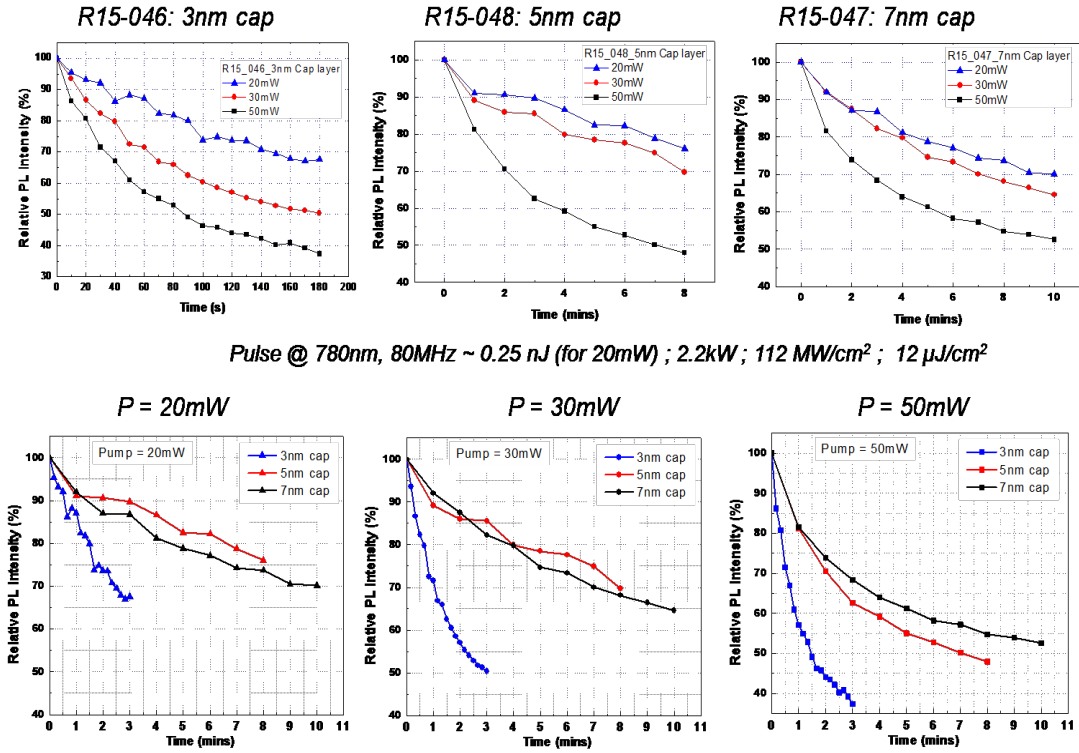 R15-046: 3nm cap
R15-048: 5nm cap
R15-047: 7nm cap
Relative PL Intensity (%)
100
90
80
70
60
50
40
30
R15_046_3nm Cap layer
20mW
30mW
50mW
0 20 40 60 80 100 120 140 160 180 200
Time (s)
Relative PL Intensity (%)
100
90
80
70
60
50
40
R15_048_5nm Cap layer
20mW
30mW
50mW
0 2 4 6 8
Time (mins)
Relative PL Intensity (%)
100
90
80
70
60
50
40
R15_047_7nm Cap layer
20mW
30mW
50mW
0 2 4 6 8 10
Time (mins)
Pulse @ 780nm, 80MHz ~ 0.25 nJ (for 20mW) ; 2.2kW ; 112 MW/cm² ; 12 µJ/cm²
P = 20mW
P = 30mW
P = 50mW
Relative PL Intensity (%)
100
90
80
70
60
50
40
Pump = 20mW
3nm cap
5nm cap
7nm cap
0 1 2 3 4 5 6 7 8 9 10 11
Time (mins)
Relative PL Intensity (%)
100
90
80
70
60
50
40
Pump = 30mW
3nm cap
5nm cap
7nm cap
0 1 2 3 4 5 6 7 8 9 10 11
Time (mins)
Relative PL Intensity (%)
100
90
80
70
60
50
40
Pump = 50mW
3nm cap
5nm cap
7nm cap
0 1 2 3 4 5 6 7 8 9 10 11
Time (mins)